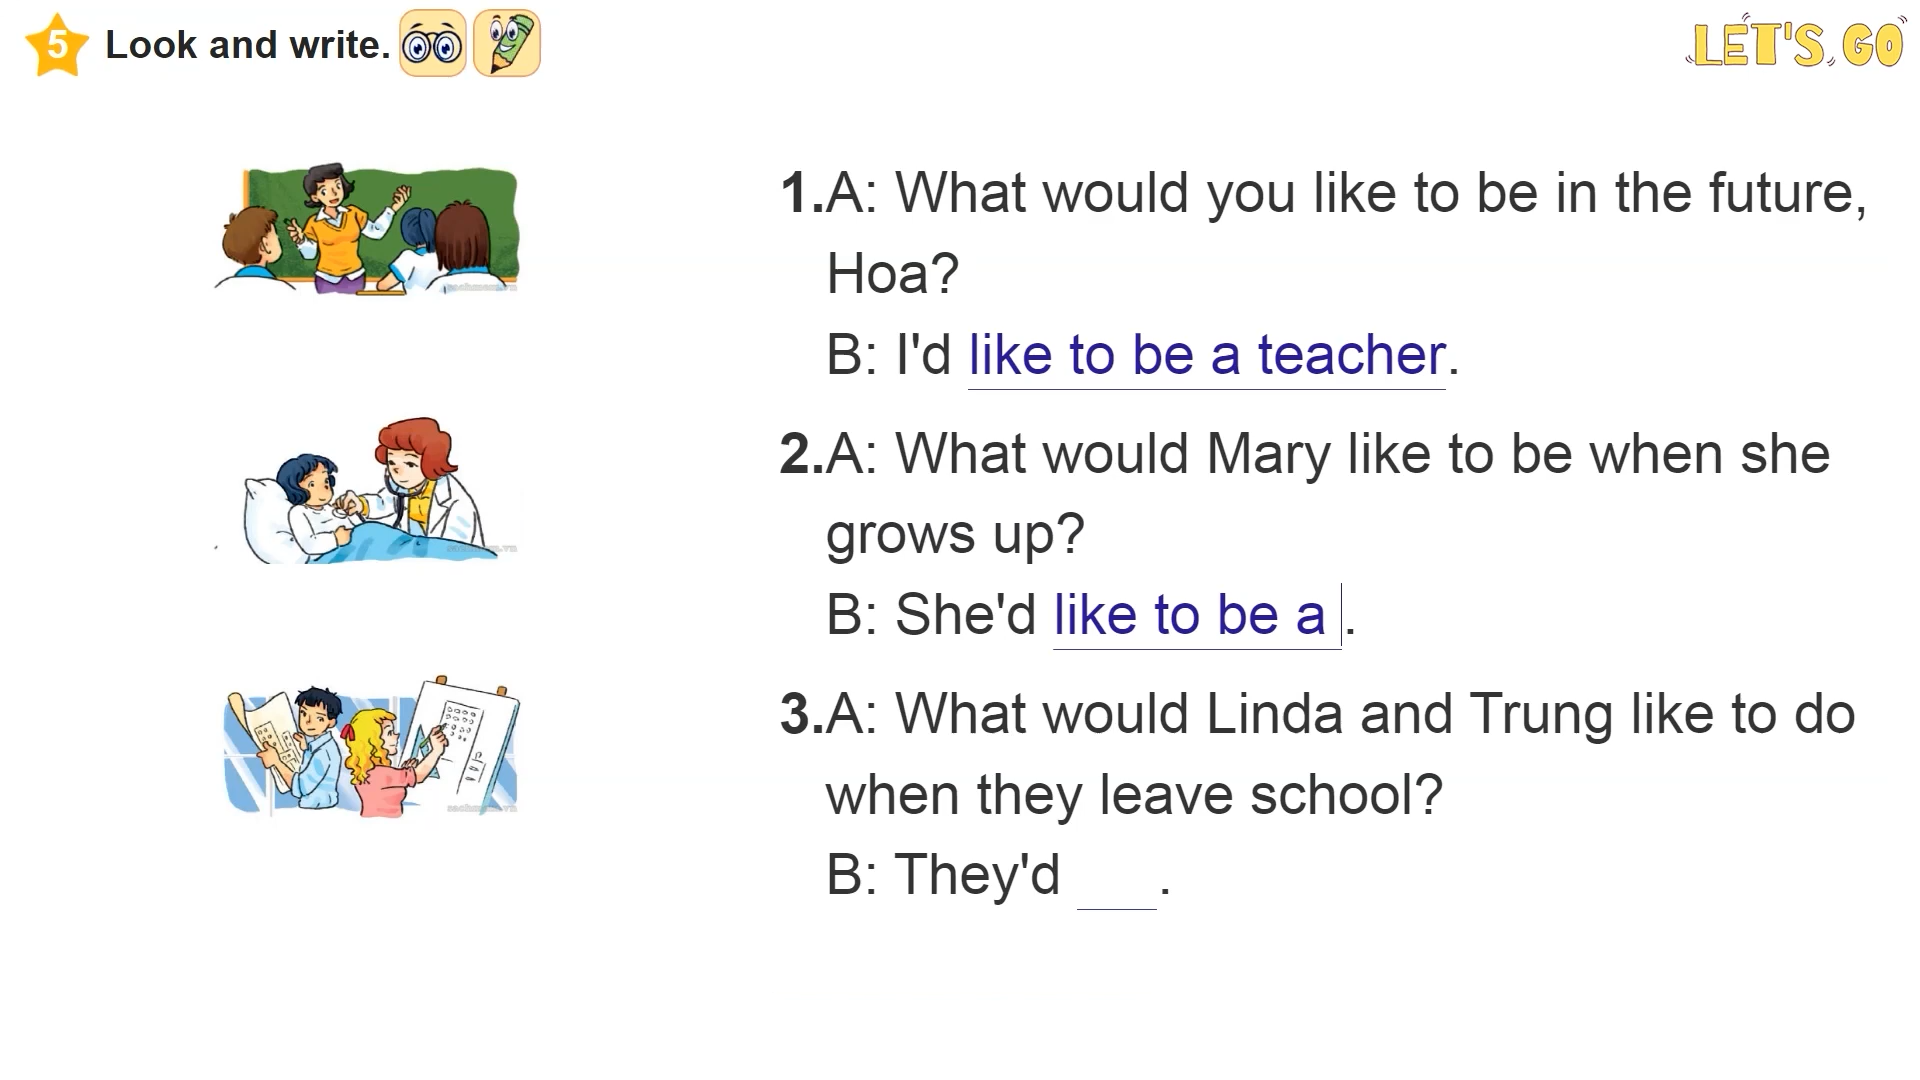 5 Look and write.
LET'S GO
1.A: What would you like to be in the future,
Hoa?
B: I'd like to be a teacher.
2.A: What would Mary like to be when she
grows up?
B: She'd like to be a .
3.A: What would Linda and Trung like to do
when they leave school?
B: They'd ___.